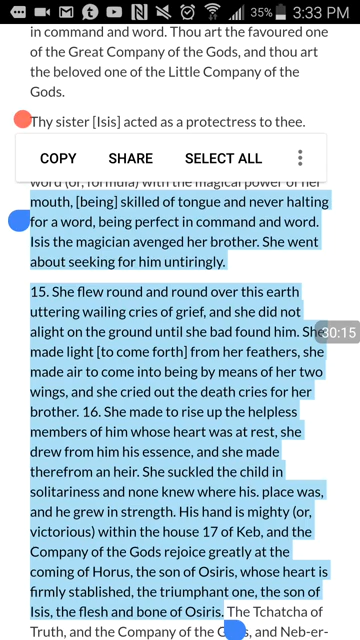 35% 3:33 PM
in command and word. Thou art the favoured one
of the Great Company of the Gods, and thou art
the beloved one of the Little Company of the
Gods.
Thy sister [Isis] acted as a protectress to thee.
COPY SHARE SELECT ALL
word (or, formula) with the magical power of her
mouth, [being] skilled of tongue and never halting
for a word, being perfect in command and word.
Isis the magician avenged her brother. She went
about seeking for him untiringly.
15. She flew round and round over this earth
uttering wailing cries of grief, and she did not
alight on the ground until she bad found him. She
30:15
made light [to come forth] from her feathers, she
made air to come into being by means of her two
wings, and she cried out the death cries for her
brother. 16. She made to rise up the helpless
members of him whose heart was at rest, she
drew from him his essence, and she made
therefrom an heir. She suckled the child in
solitariness and none knew where his. place was,
and he grew in strength. His hand is mighty (or,
victorious) within the house 17 of Keb, and the
Company of the Gods rejoice greatly at the
coming of Horus, the son of Osiris, whose heart is
firmly stablished, the triumphant one, the son of
Isis, the flesh and bone of Osiris. The Tchatcha of
Truth, and the Company of the Gods, and Neb-er-